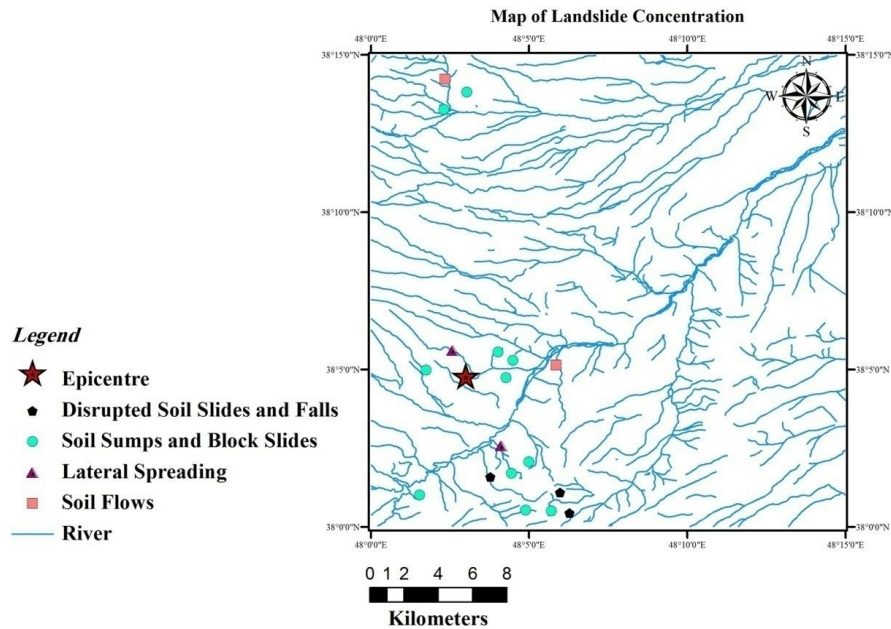 Map of Landslide Concentration
48°0'0"E 48°5'0"E 48°10'0"E 48°15'0"E
38°15'0"N 38°15'0"N
N
W E
S
38°10'0"N 38°10'0"N
38°5'0"N 38°5'0"N
38°0'0"N 38°0'0"N
48°0'0"E 48°5'0"E 48°10'0"E 48°15'0"E
Legend
Epicentre
Disrupted Soil Slides and Falls
Soil Sumps and Block Slides
Lateral Spreading
Soil Flows
River
0 1 2 4 6 8
Kilometers